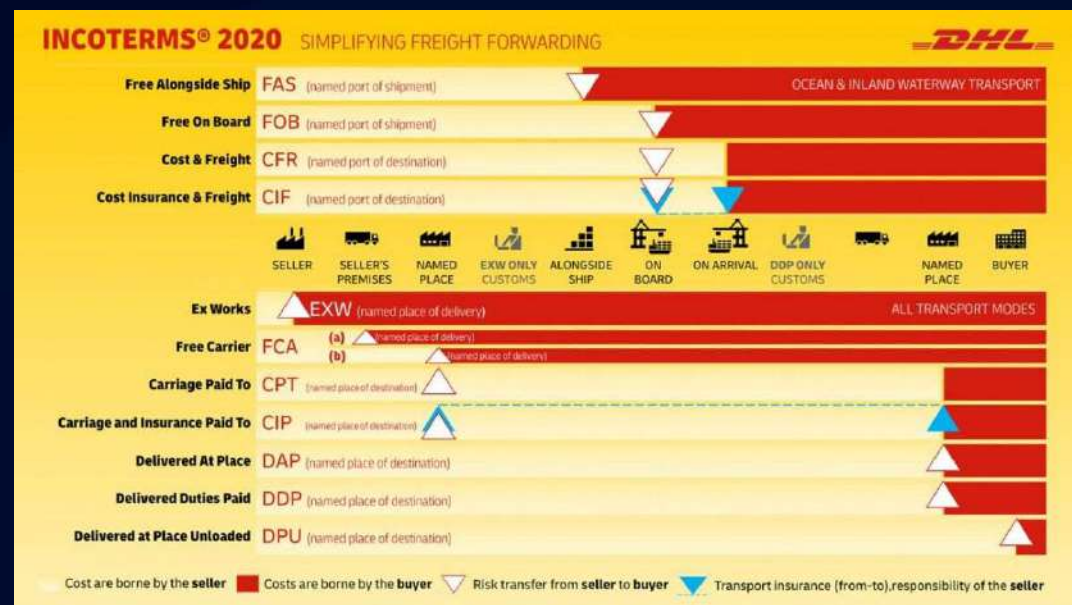 INCOTERMS® 2020 SIMPLIFYING FREIGHT FORWARDING
DHL
Free Alongside Ship FAS (named port of shipment) OCEAN & INLAND WATERWAY TRANSPORT
Free On Board FOB (named port of shipment)
Cost & Freight CFR (named port of destination)
Cost Insurance & Freight CIF (named port of destination)
SELLER
SELLER'S PREMISES
NAMED PLACE
EXW ONLY CUSTOMS
ALONGSIDE SHIP
ON BOARD
ON ARRIVAL
DDP ONLY CUSTOMS
NAMED PLACE
BUYER
Ex Works EXW (named place of delivery) ALL TRANSPORT MODES
Free Carrier FCA
(a) (named place of delivery)
(b) (named place of delivery)
Carriage Paid To CPT (named place of destination)
Carriage and Insurance Paid To CIP (named place of destination)
Delivered At Place DAP (named place of destination)
Delivered Duties Paid DDP (named place of destination)
Delivered at Place Unloaded DPU (named place of destination)
Cost are borne by the seller Costs are borne by the buyer Risk transfer from seller to buyer Transport insurance (from-to),responsibility of the seller